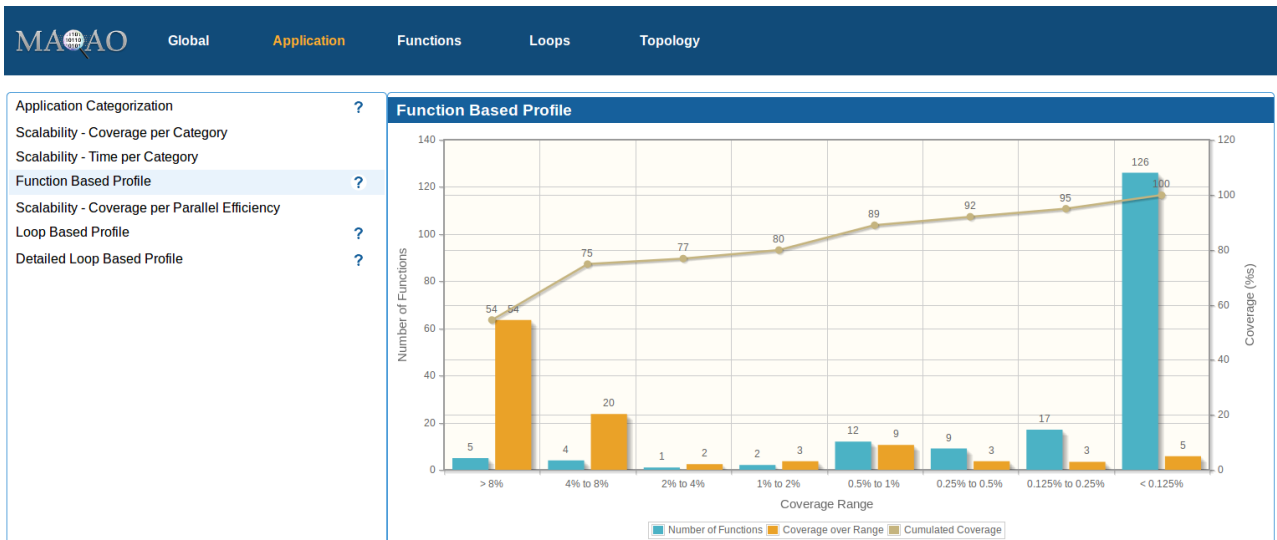 MAQAO
Global Application Functions Loops Topology
Application Categorization ?
Scalability - Coverage per Category
Scalability - Time per Category
Function Based Profile ?
Scalability - Coverage per Parallel Efficiency
Loop Based Profile ?
Detailed Loop Based Profile ?
Function Based Profile
140 120
126
120 100
100
95
92
89
100 80
80
77
75
80 60
54 54
60 40
40
20 20
20
17
12
9
9
5 4 1 2 2 3 3 3 5
0 0
> 8% 4% to 8% 2% to 4% 1% to 2% 0.5% to 1% 0.25% to 0.5% 0.125% to 0.25% < 0.125%
Number of Functions
Coverage (%s)
Coverage Range
Number of Functions Coverage over Range Cumulated Coverage